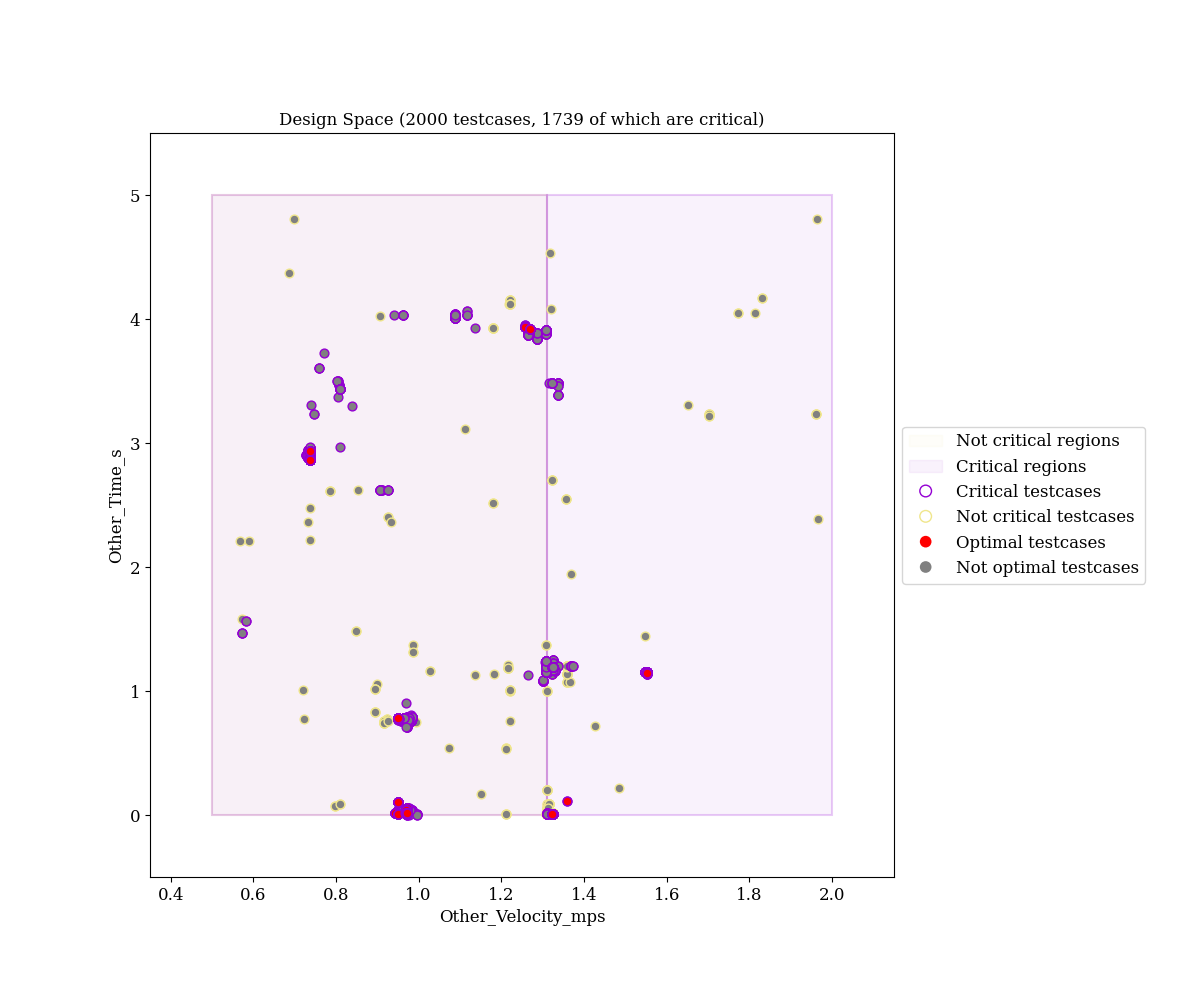 Design Space (2000 testcases, 1739 of which are critical)
Other_Time_s
5
4
3
2
1
0
0.4 0.6 0.8 1.0 1.2 1.4 1.6 1.8 2.0
Other_Velocity_mps
Not critical regions
Critical regions
Critical testcases
Not critical testcases
Optimal testcases
Not optimal testcases